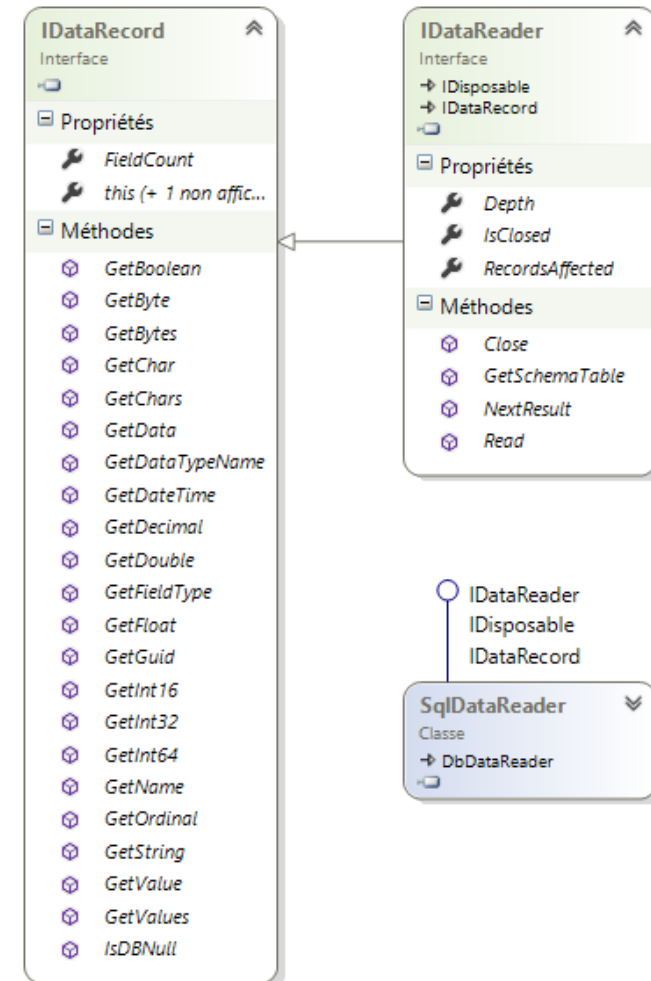 IDataRecord
Interface
Propriétés
FieldCount
this (+ 1 non affic...
Méthodes
GetBoolean
GetByte
GetBytes
GetChar
GetChars
GetData
GetDataTypeName
GetDateTime
GetDecimal
GetDouble
GetFieldType
GetFloat
GetGuid
GetInt16
GetInt32
GetInt64
GetName
GetOrdinal
GetString
GetValue
GetValues
IsDBNull
IDataReader
Interface
IDisposable
IDataRecord
Propriétés
Depth
IsClosed
RecordsAffected
Méthodes
Close
GetSchemaTable
NextResult
Read
IDataReader
IDisposable
IDataRecord
SqlDataReader
Classe
DbDataReader